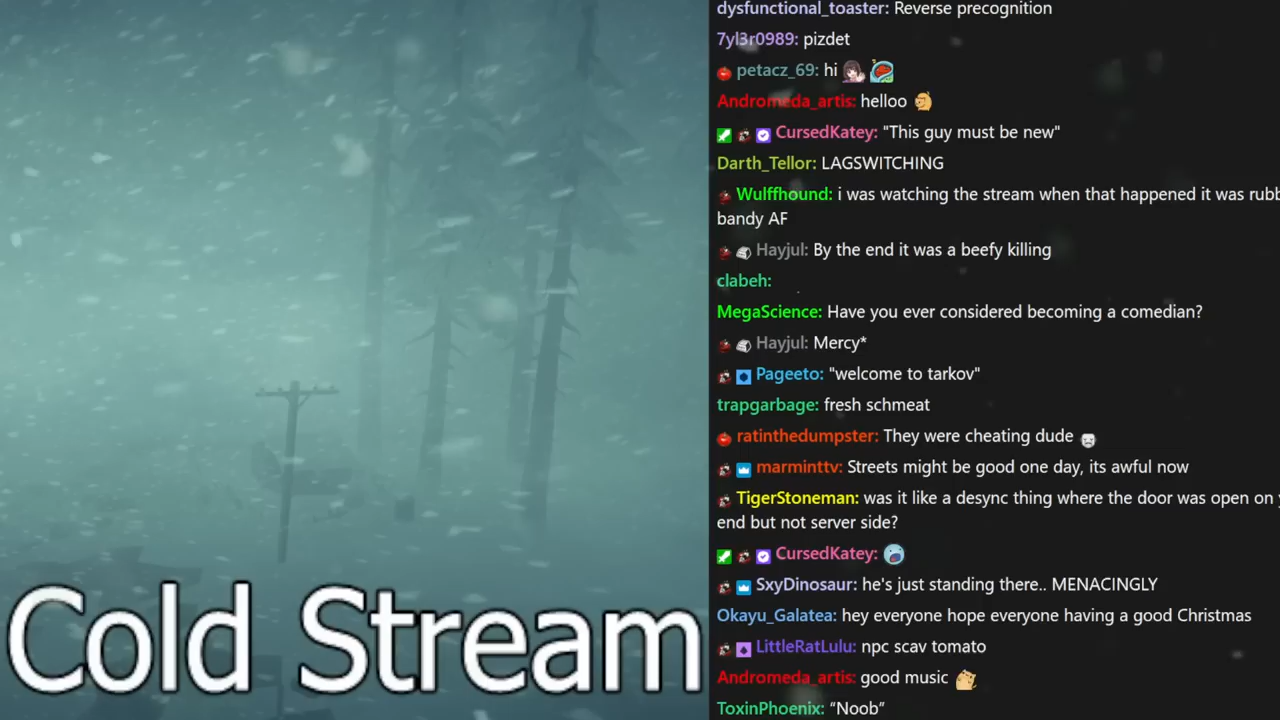 dysfunctional_toaster: Reverse precognition
7yl3r0989: pizdet
petacz_69: hi
Andromeda_artis: helloo
CursedKatey: "This guy must be new"
Darth_Tellor: LAGSWITCHING
Wulffhound: i was watching the stream when that happened it was rubb
bandy AF
Hayjul: By the end it was a beefy killing
clabeh:
MegaScience: Have you ever considered becoming a comedian?
Hayjul: Mercy*
Pageeto: "welcome to tarkov"
trapgarbage: fresh schmeat
ratinthedumpster: They were cheating dude
marminttv: Streets might be good one day, its awful now
TigerStoneman: was it like a desync thing where the door was open on
end but not server side?
CursedKatey:
SxyDinosaur: he's just standing there.. MENACINGLY
Okayu_Galatea: hey everyone hope everyone having a good Christmas
LittleRatLulu: npc scav tomato
Andromeda_artis: good music
ToxinPhoenix: “Noob”
Cold Stream